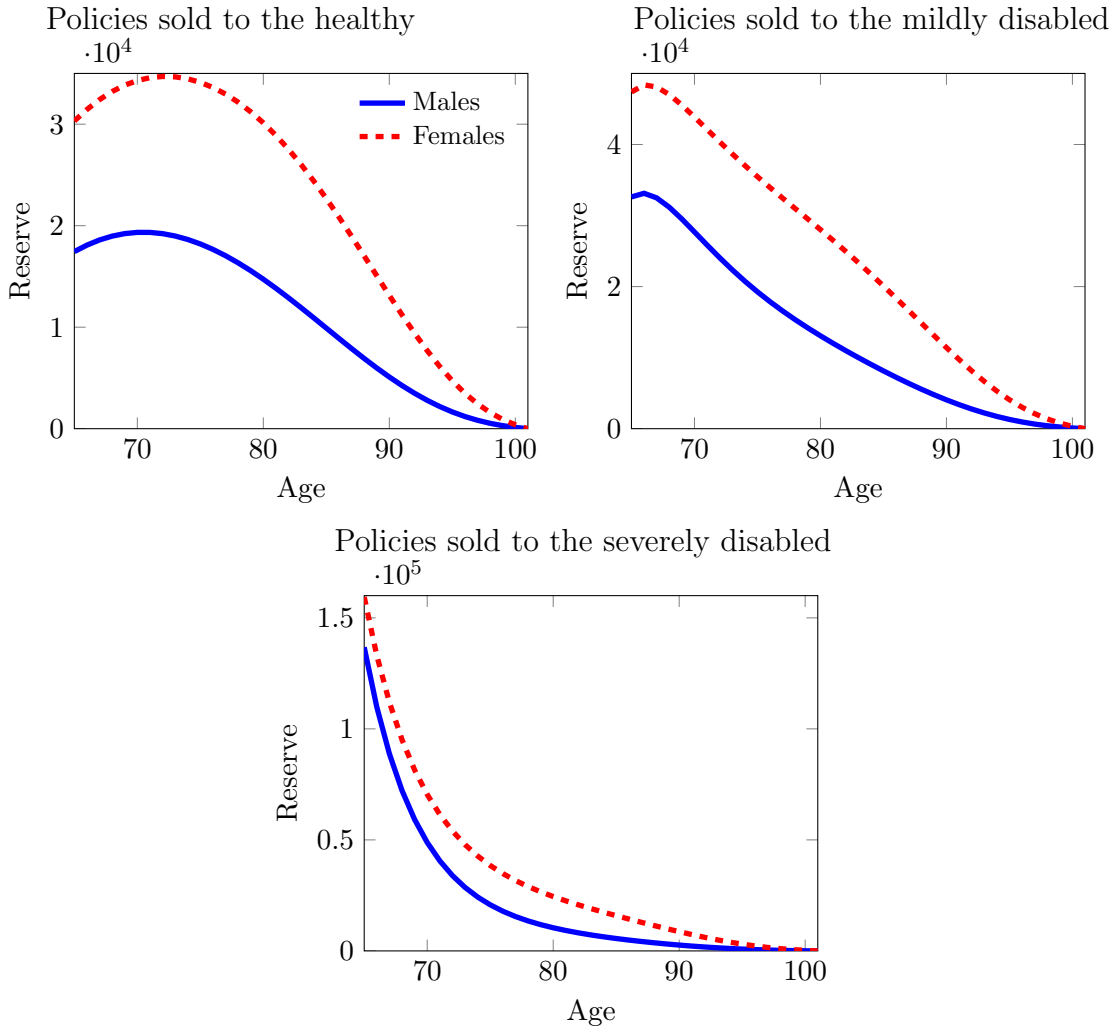 Policies sold to the healthy
·10^4
3
2
1
0
Reserve
70 80 90 100
Age
Males
Females
Policies sold to the mildly disabled
·10^4
4
2
0
Reserve
70 80 90 100
Age
Policies sold to the severely disabled
·10^5
1.5
1
0.5
0
Reserve
70 80 90 100
Age